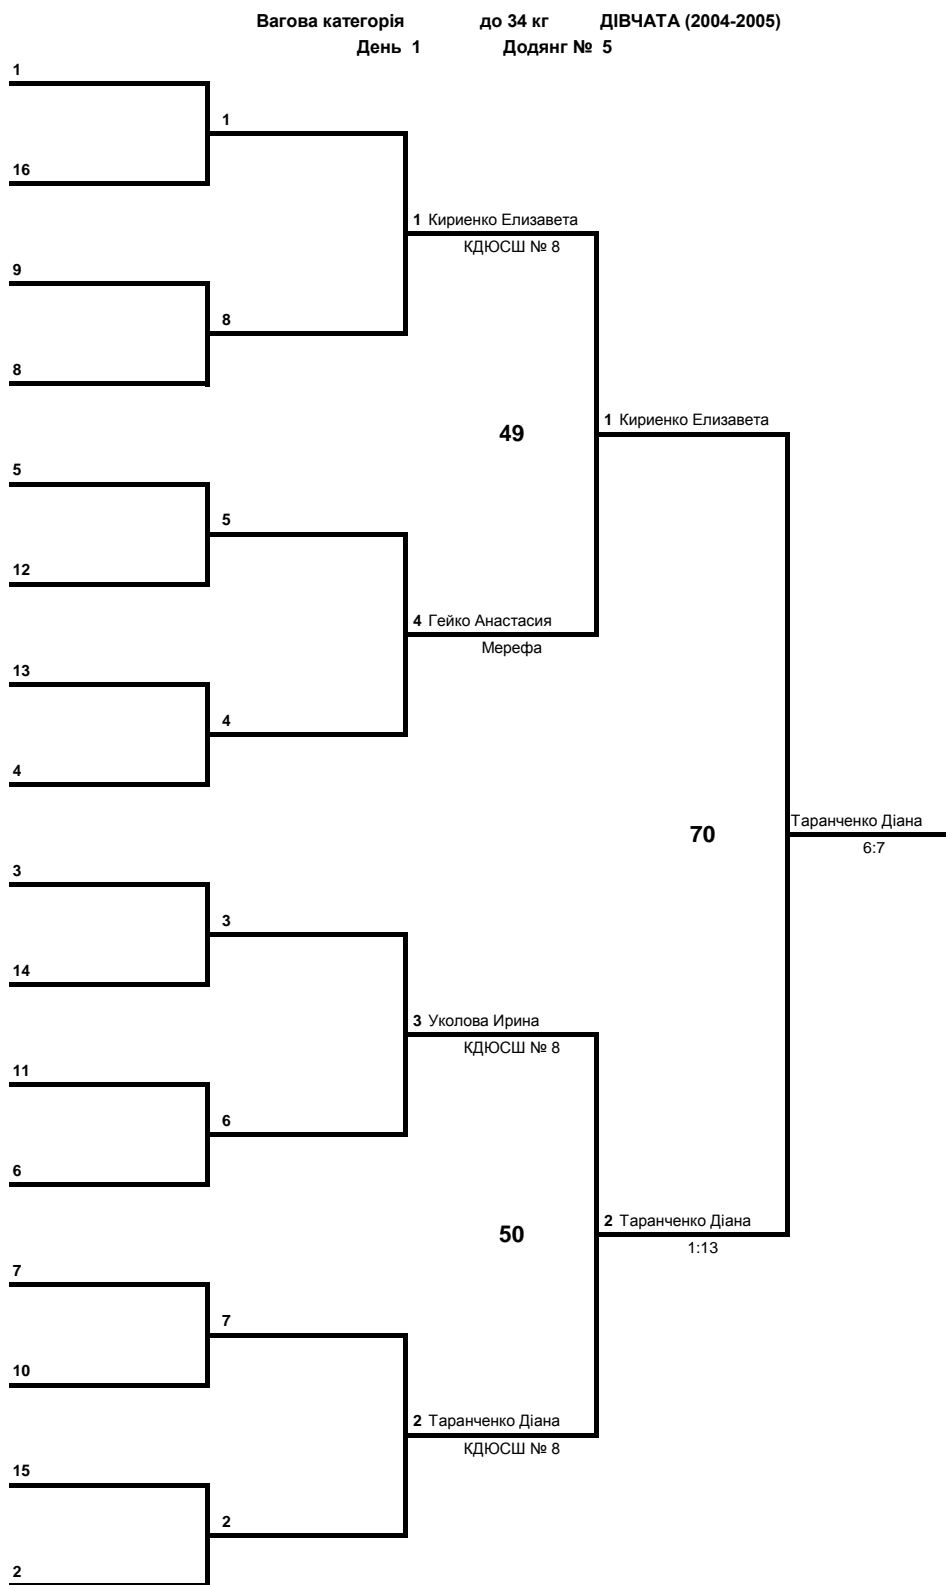 Вагова категорія до 34 кг ДІВЧАТА (2004-2005)
День 1 Додянг № 5
1
1
16
1 Кириенко Елизавета
КДЮСШ № 8
9
8
8
49
1 Кириенко Елизавета
5
5
12
4 Гейко Анастасия
Мерефа
13
4
4
70
Таранченко Діана
6:7
3
3
14
3 Уколова Ирина
КДЮСШ № 8
11
6
6
50
2 Таранченко Діана
1:13
7
7
10
2 Таранченко Діана
КДЮСШ № 8
15
2
2